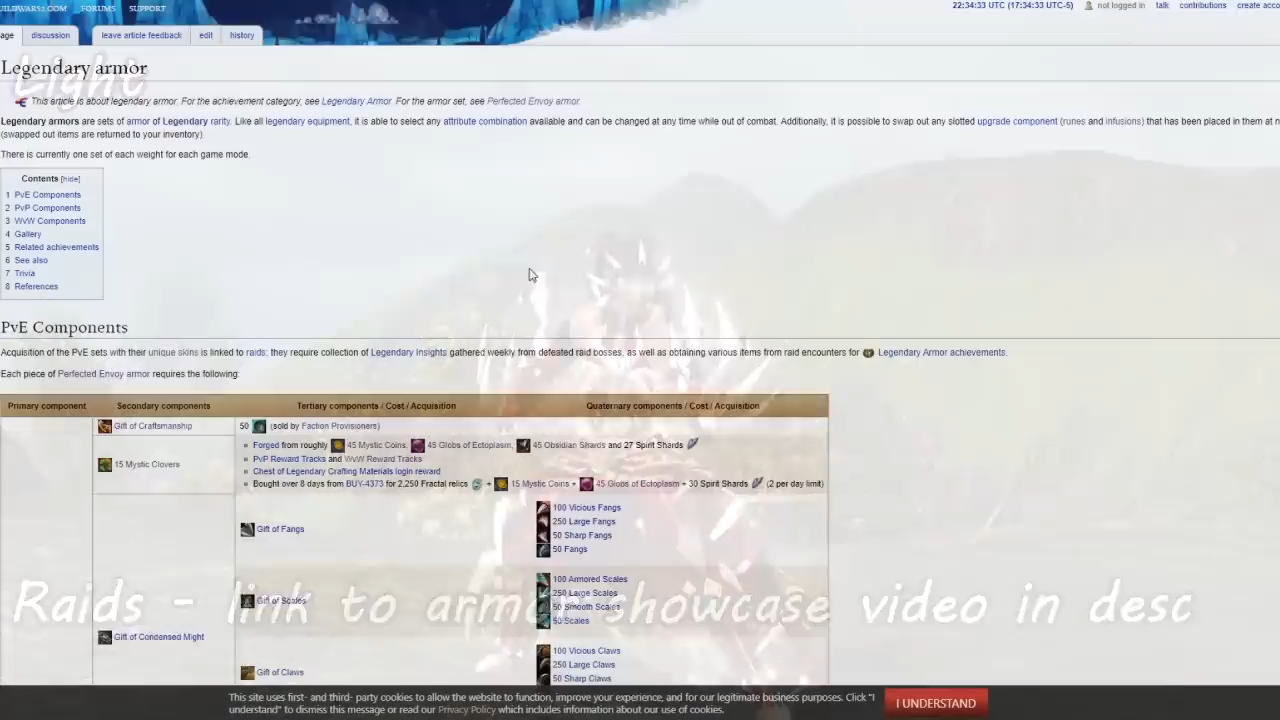 FORUMS SUPPORT
22:34:33 UTC (17:34:33 UTC-5) not logged in talk contributions create
discussion leave article feedback edit history
Legendary armor
Light
This article is about legendary armor. For the achievement category, see Legendary Armor. For the armor set, see Perfected Envoy armor.
Legendary armors are sets of armor of Legendary rarity. Like all legendary equipment, it is able to select any attribute combination available and can be changed at any time while out of combat. Additionally, it is possible to swap out any slotted upgrade component (runes and infusions) that has been placed in them at
(swapped out items are returned to your inventory)
There is currently one set of each weight for each game mode.
Contents [hide]
1 PvE Components
2 PvP Components
3 WvW Components
4 Gallery
5 Related achievements
6 See also
7 Trivia
8 References
PvE Components
Acquisition of the PvE sets with their unique skins is linked to raids; they require collection of Legendary Insights gathered weekly from defeated raid bosses, as well as obtaining various items from raid encounters for Legendary Armor achievements.
Each piece of Perfected Envoy armor requires the following:
Primary component Secondary components Tertiary components / Cost / Acquisition Quaternary components / Cost / Acquisition
Gift of Craftsmanship 50 (sold by Faction Provisioners)
Forged from roughly 45 Mystic Coins, 45 Globs of Ectoplasm, 45 Obsidian Shards and 27 Spirit Shards
PvP Reward Tracks and WvW Reward Tracks
15 Mystic Clovers
Chest of Legendary Crafting Materials login reward
Bought over 8 days from BUY-4373 for 2,250 Fractal relics + 15 Mystic Coins + 45 Globs of Ectoplasm + 30 Spirit Shards (2 per day limit)
100 Vicious Fangs
250 Large Fangs
Gift of Fangs
50 Sharp Fangs
50 Fangs
100 Armored Scales
250 Large Scales
Gift of Scales
50 Smooth Scales
50 Scales
Raids - link to armor showcase video in desc
Gift of Condensed Might
100 Vicious Claws
250 Large Claws
Gift of Claws
50 Sharp Claws
This site uses first- and third- party cookies to allow the website to function, improve your experience, and for our legitimate business purposes. Click "I
understand" to dismiss this message or read our Privacy Policy which includes information about our use of cookies.
I UNDERSTAND